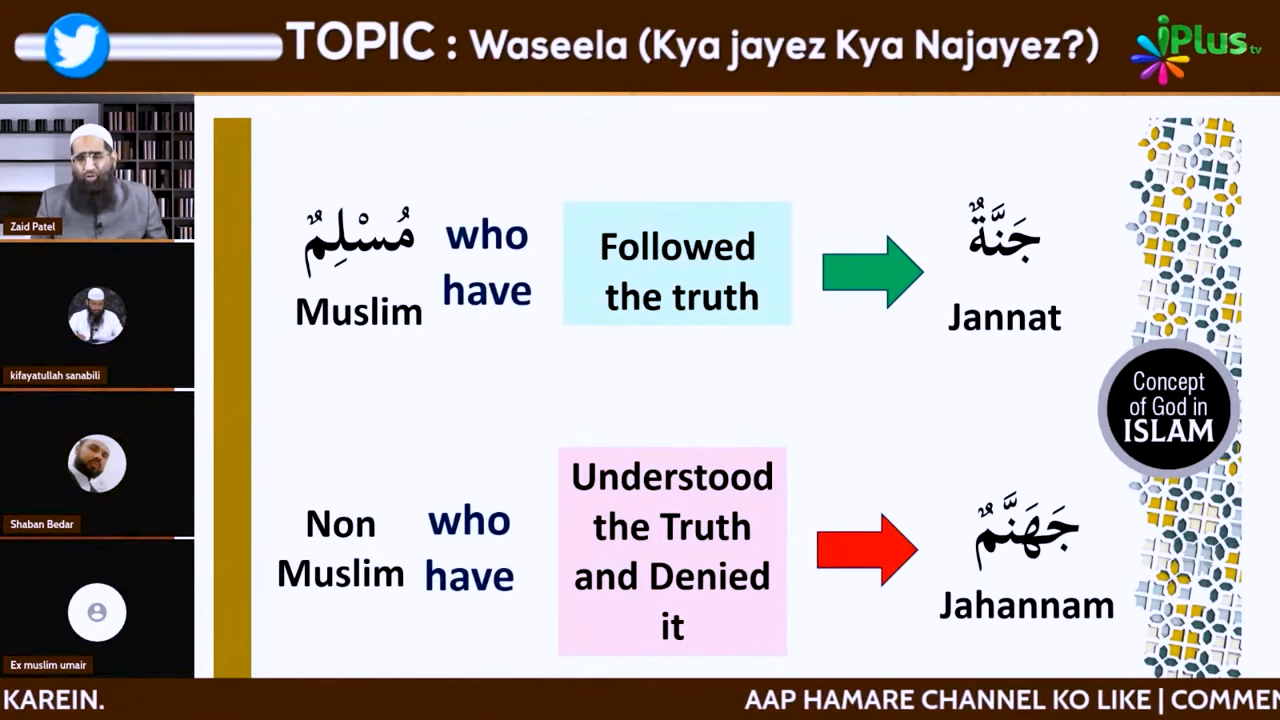 TOPIC : Waseela (Kya jayez Kya Najayez?)
iPlus tv
Zaid Patel
kifayatullah sanabili
Shaban Bedar
Ex muslim umair
مُسْلِمٌ
Muslim
who
have
Followed
the truth
جَنَّةٌ
Jannat
Concept
of God in
ISLAM
Non
Muslim
who
have
Understood
the Truth
and Denied
it
جَهَنَّمٌ
Jahannam
KAREIN.
AAP HAMARE CHANNEL KO LIKE | COMMEN